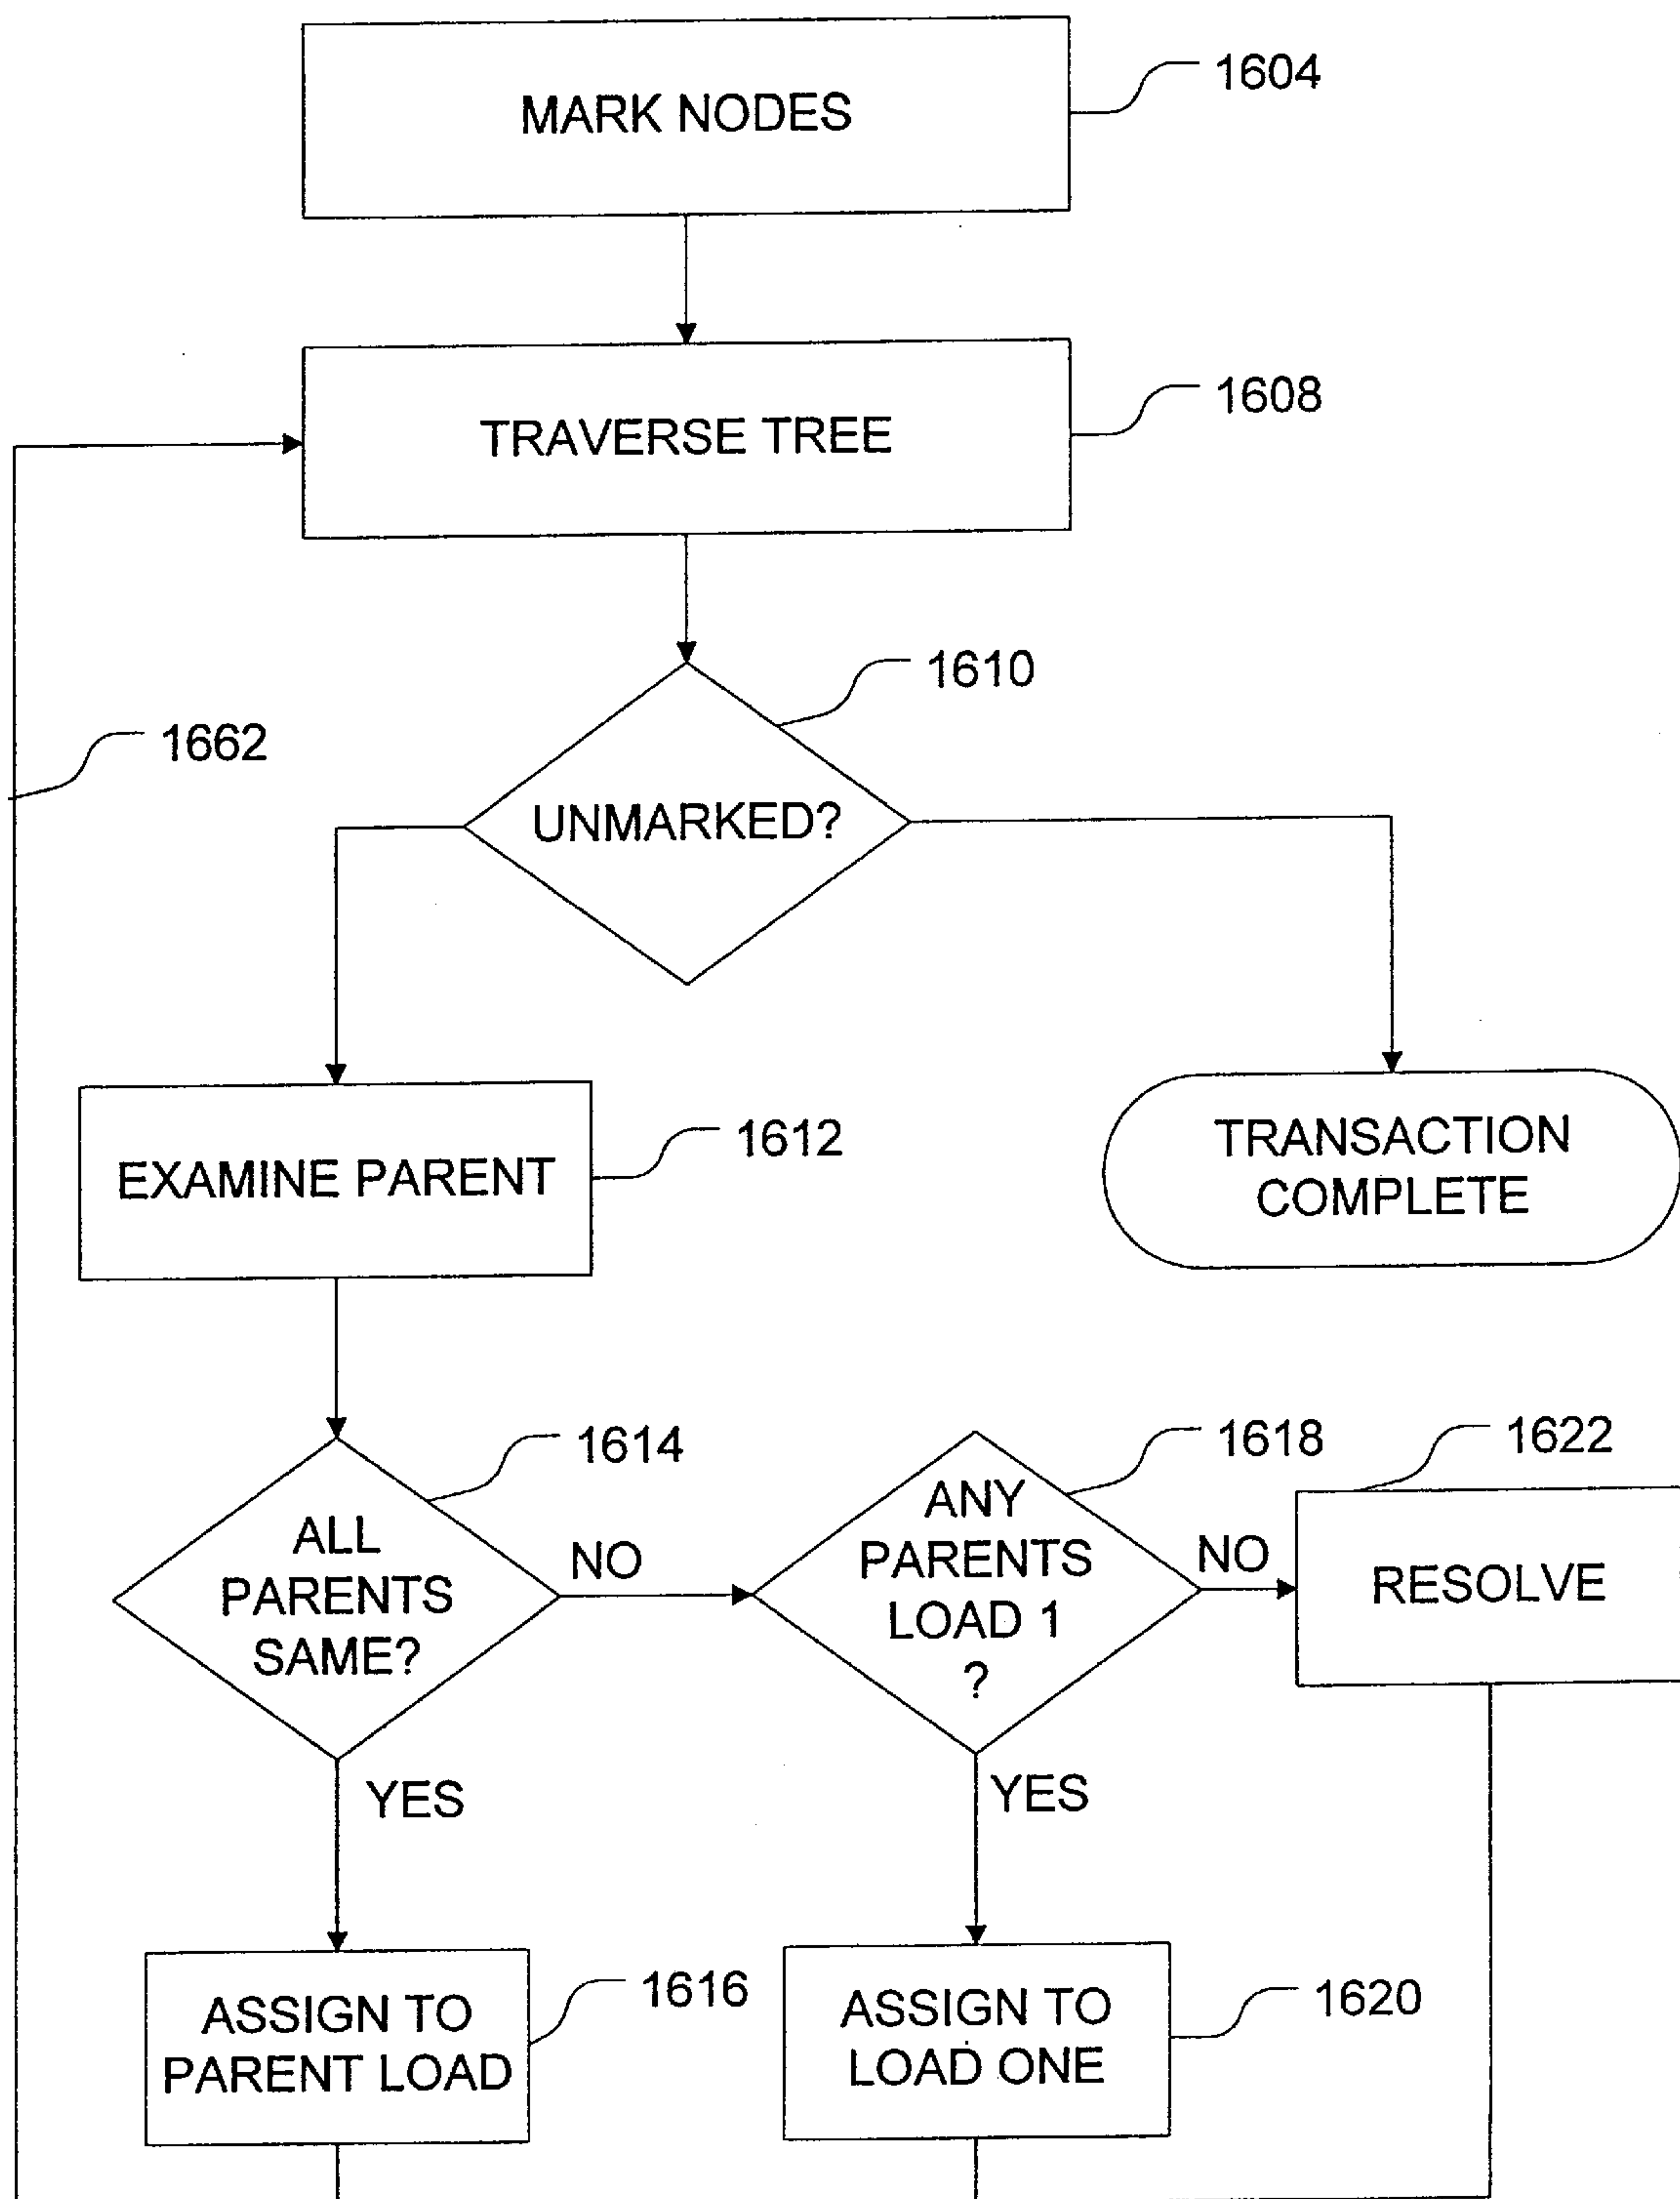 MARK NODES
1604
TRAVERSE TREE
1608
1610
1662
UNMARKED?
EXAMINE PARENT
1612
TRANSACTION
COMPLETE
1614
1618
1622
ALL
PARENTS
SAME?
NO
ANY
PARENTS
LOAD 1
?
NO
RESOLVE
YES
YES
ASSIGN TO
PARENT LOAD
1616
ASSIGN TO
LOAD ONE
1620